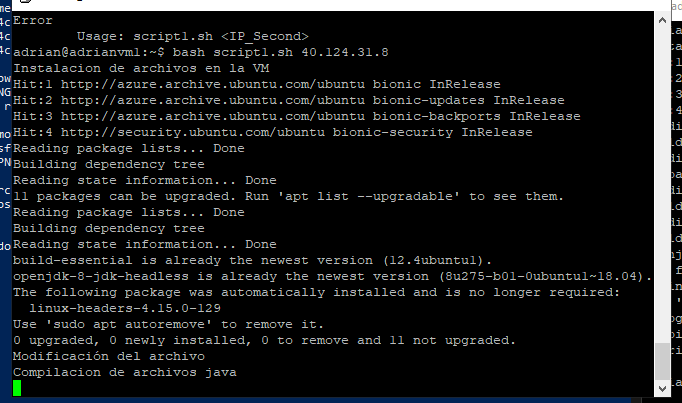 Error
Usage: script1.sh <IP_Second>
adrian@adrianvm1:~$ bash script1.sh 40.124.31.8
Instalacion de archivos en la VM
Hit:1 http://azure.archive.ubuntu.com/ubuntu bionic InRelease
Hit:2 http://azure.archive.ubuntu.com/ubuntu bionic-updates InRelease
Hit:3 http://azure.archive.ubuntu.com/ubuntu bionic-backports InRelease
Hit:4 http://security.ubuntu.com/ubuntu bionic-security InRelease
Reading package lists... Done
Building dependency tree
Reading state information... Done
11 packages can be upgraded. Run 'apt list --upgradable' to see them.
Reading package lists... Done
Building dependency tree
Reading state information... Done
build-essential is already the newest version (12.4ubuntu1).
openjdk-8-jdk-headless is already the newest version (8u275-b01-0ubuntu1~18.04).
The following package was automatically installed and is no longer required:
linux-headers-4.15.0-129
Use 'sudo apt autoremove' to remove it.
0 upgraded, 0 newly installed, 0 to remove and 11 not upgraded.
Modificación del archivo
Compilacion de archivos java